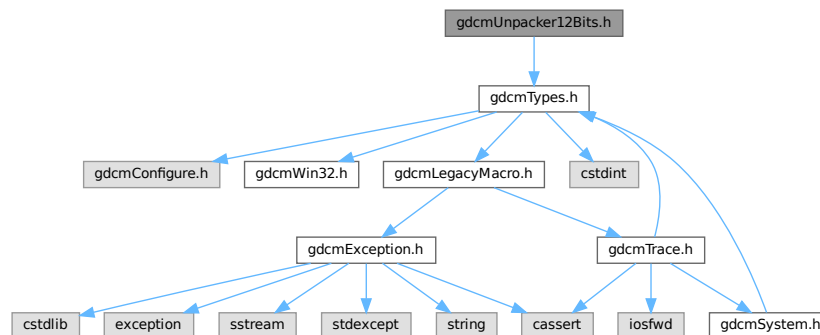 gdcmUnpacker12Bits.h
gdcmTypes.h
gdcmConfigure.h
gdcmWin32.h
gdcmLegacyMacro.h
cstdint
gdcmException.h
gdcmTrace.h
cstdlib
exception
sstream
stdexcept
string
cassert
iosfwd
gdcmSystem.h